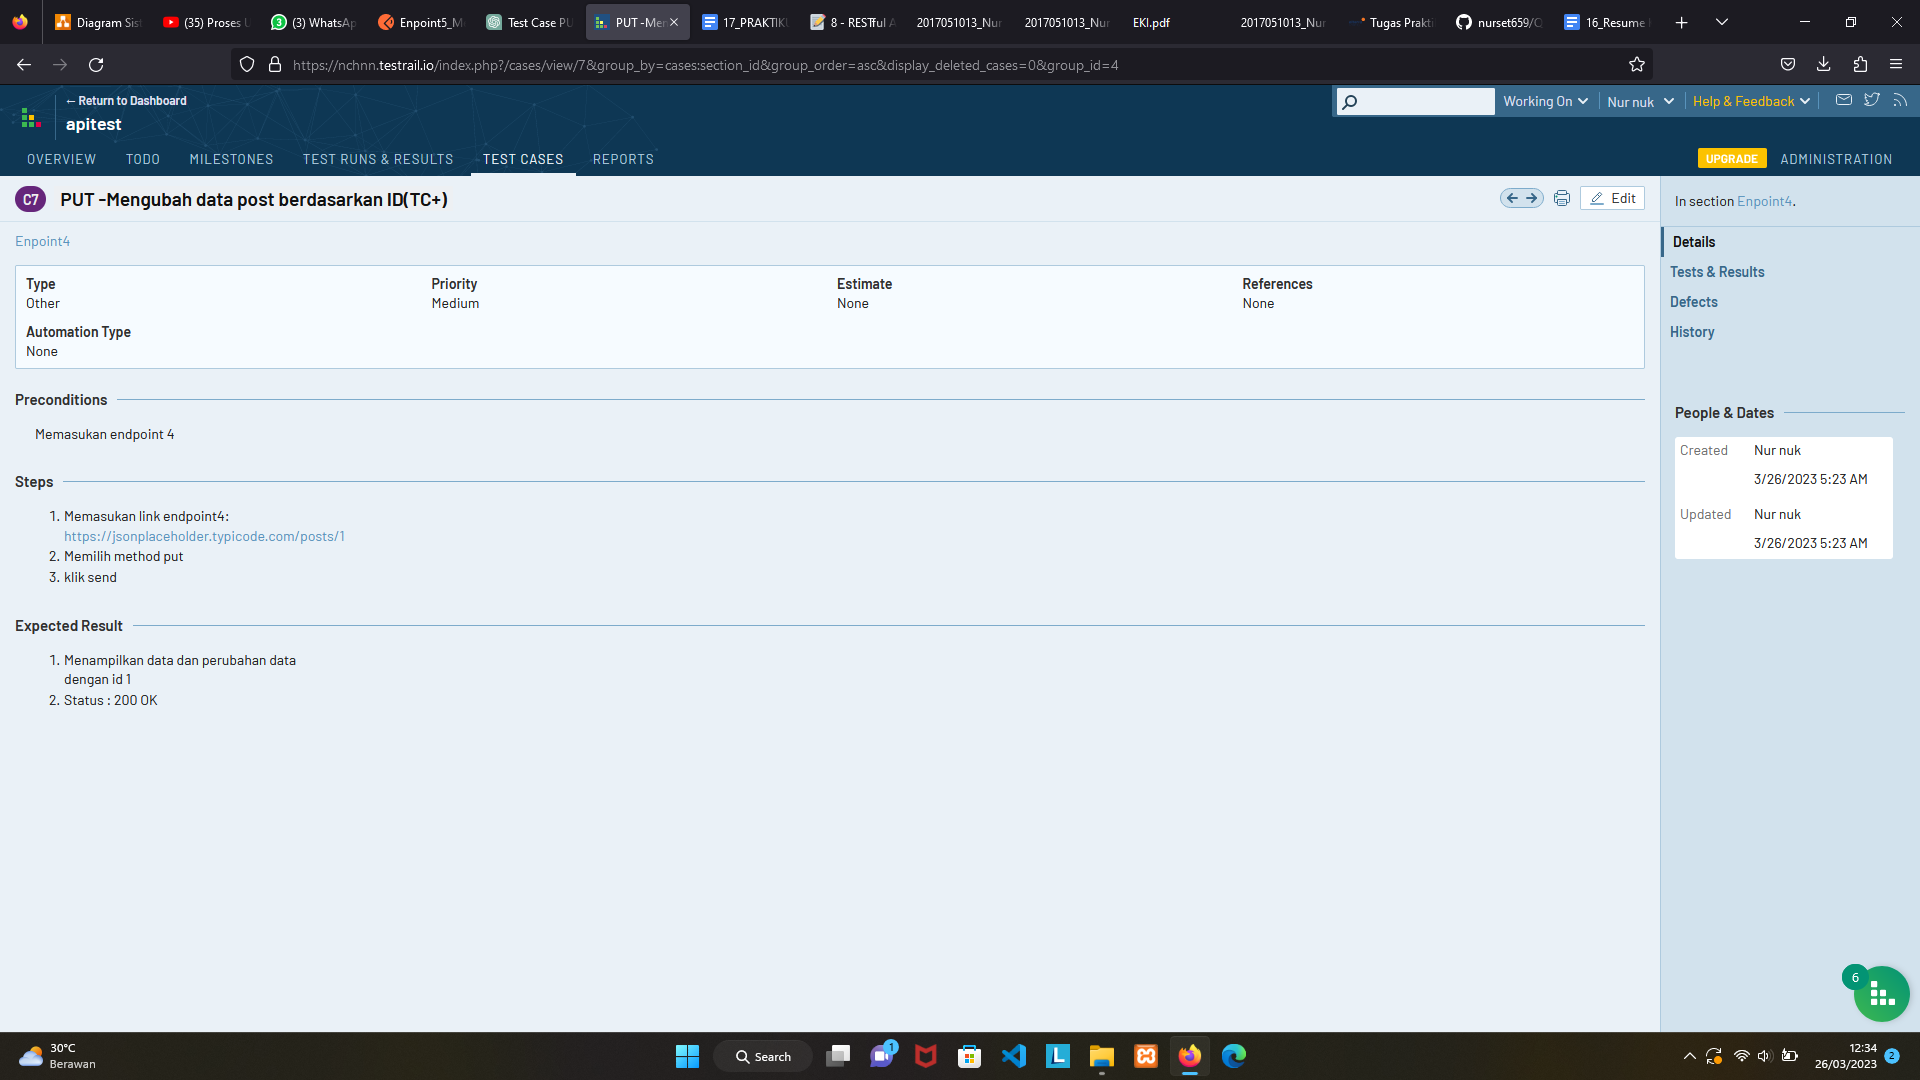 Diagram Sis
(35) Proses U
(3) WhatsAp
Enpoint5_M
Test Case PU
PUT -Men
17_PRAKTIKU
8 - RESTful A
2017051013_Nur
2017051013_Nur
EKI.pdf
2017051013_Nur
Tugas Prakti
nurset659/Q
16_Resume
https://nchnn.testrail.io/index.php?/cases/view/7&group_by=cases:section_id&group_order=asc&display_deleted_cases=0&group_id=4
← Return to Dashboard
apitest
Working On
Nur nuk
Help & Feedback
OVERVIEW
TODO
MILESTONES
TEST RUNS & RESULTS
TEST CASES
REPORTS
UPGRADE
ADMINISTRATION
C7
PUT -Mengubah data post berdasarkan ID(TC+)
Edit
In section Enpoint4.
Enpoint4
Details
Tests & Results
Defects
History
Type
Other
Priority
Medium
Estimate
None
References
None
Automation Type
None
Preconditions
Memasukan endpoint 4
Steps
1. Memasukan link endpoint4:
https://jsonplaceholder.typicode.com/posts/1
2. Memilih method put
3. klik send
Expected Result
1. Menampilkan data dan perubahan data
dengan id 1
2. Status : 200 OK
People & Dates
Created
Nur nuk
3/26/2023 5:23 AM
Updated
Nur nuk
3/26/2023 5:23 AM
6
30°C
Berawan
Search
1
12:34
26/03/2023
2